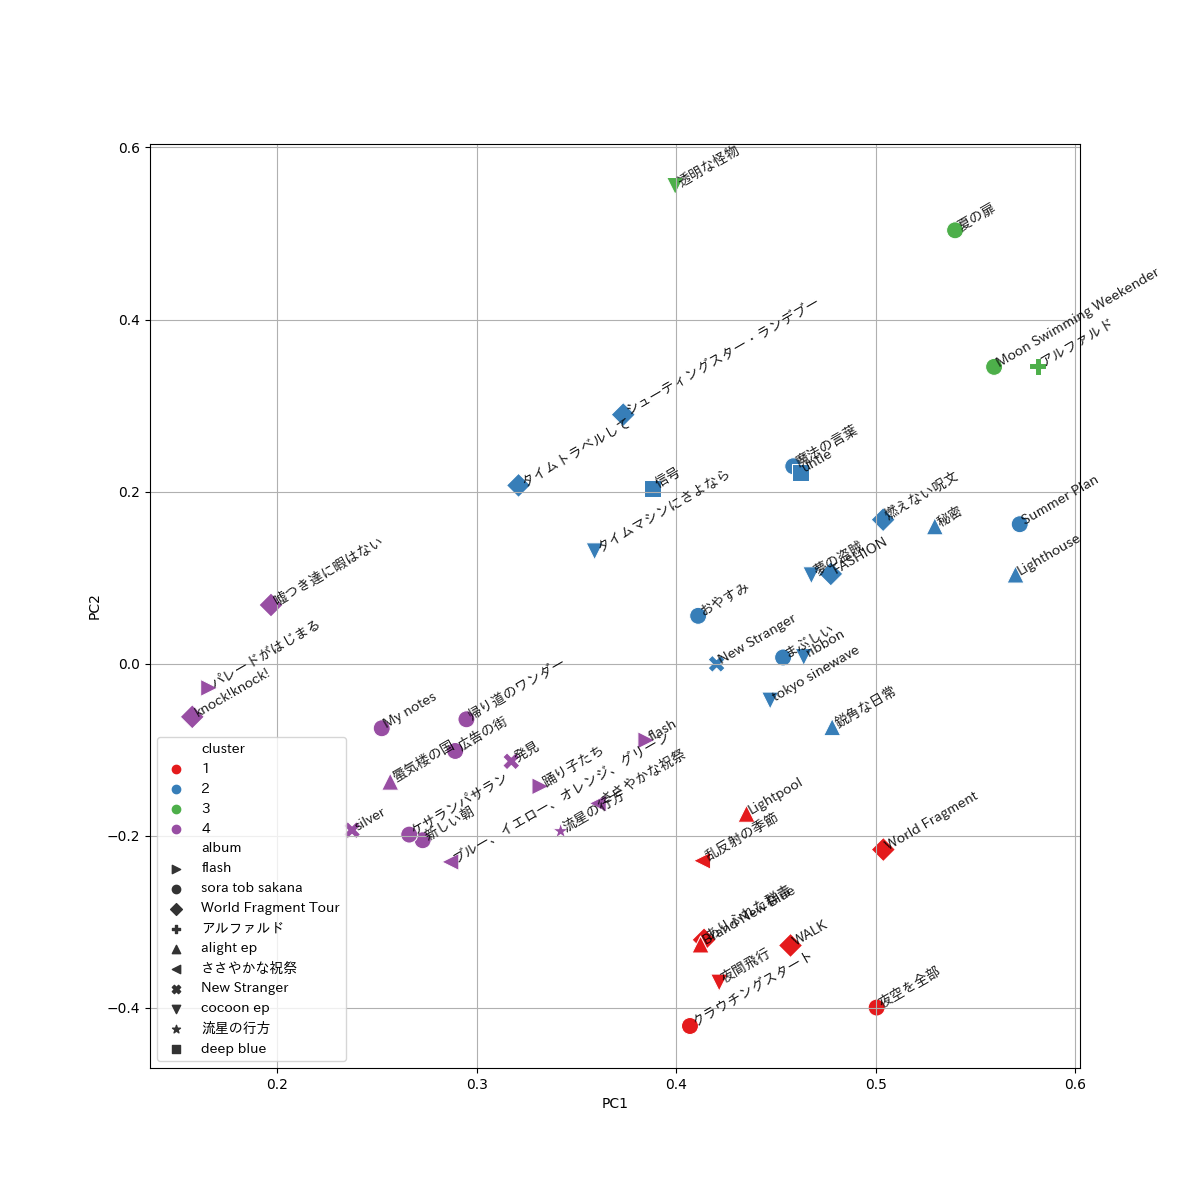 0.6
透明な怪物
夏の扉
0.4
Moon Swimming Weekender
アルファルド
シューティングスター・ランデブー
タイムトラベルして
魔法の言葉
untie
信号
0.2
タイムマシンにさよなら
燃えない呪文
秘密
Summer Plan
夢の盗賊
FASHION
Lighthouse
嘘つき達に暇はない
おやすみ
パレードがはじまる
New Stranger
まぶしい
ribbon
PC2
0.0
knock!knock!
tokyo sinewave
My notes
帰り道のワンダー
鋭角な日常
広告の街
flash
蜃気楼の国
発見
踊り子たち
ささやかな祝祭
Lightpool
silver
ケサランパサラン
新しい朝
流星の行方
−0.2
ブルー、イエロー、オレンジ、グリーン
乱反射の季節
World Fragment
ありふれた群青
Brand New Blue
WALK
夜間飛行
−0.4
クラウチングスタート
夜空を全部
cluster
1
2
3
4
album
flash
sora tob sakana
World Fragment Tour
アルファルド
alight ep
ささやかな祝祭
New Stranger
cocoon ep
流星の行方
deep blue
0.2
0.3
0.4
0.5
0.6
PC1